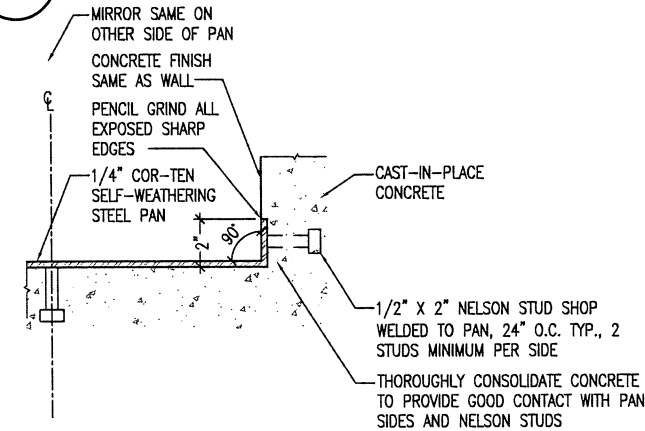 MIRROR SAME ON
OTHER SIDE OF PAN
CONCRETE FINISH
SAME AS WALL
PENCIL GRIND ALL
EXPOSED SHARP
EDGES
1/4" COR-TEN
SELF-WEATHERING
STEEL PAN
℄
2"
90°
CAST-IN-PLACE
CONCRETE
1/2" X 2" NELSON STUD SHOP
WELDED TO PAN, 24" O.C. TYP., 2
STUDS MINIMUM PER SIDE
THOROUGHLY CONSOLIDATE CONCRETE
TO PROVIDE GOOD CONTACT WITH PAN
SIDES AND NELSON STUDS